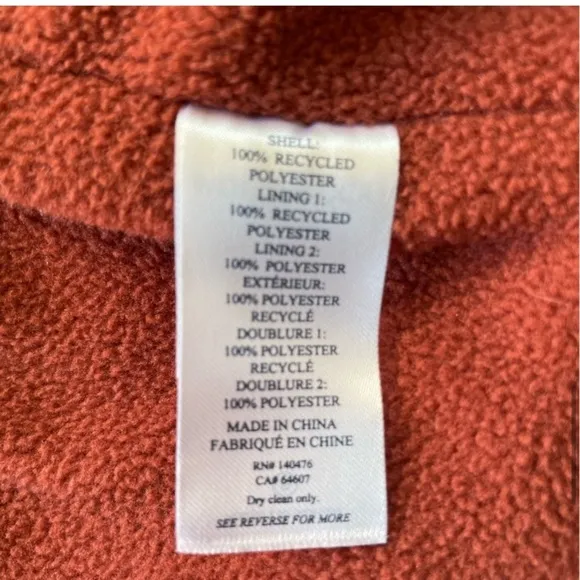 SHELL:
100% RECYCLED
POLYESTER
LINING 1:
100% RECYCLED
POLYESTER
LINING 2:
100% POLYESTER
EXTÉRIEUR:
100% POLYESTER
RECYCLÉ
DOUBLURE 1:
100% POLYESTER
RECYCLÉ
DOUBLURE 2:
100% POLYESTER
MADE IN CHINA
FABRIQUÉ EN CHINE
RN# 140476
CA# 64607
Dry clean only.
SEE REVERSE FOR MORE